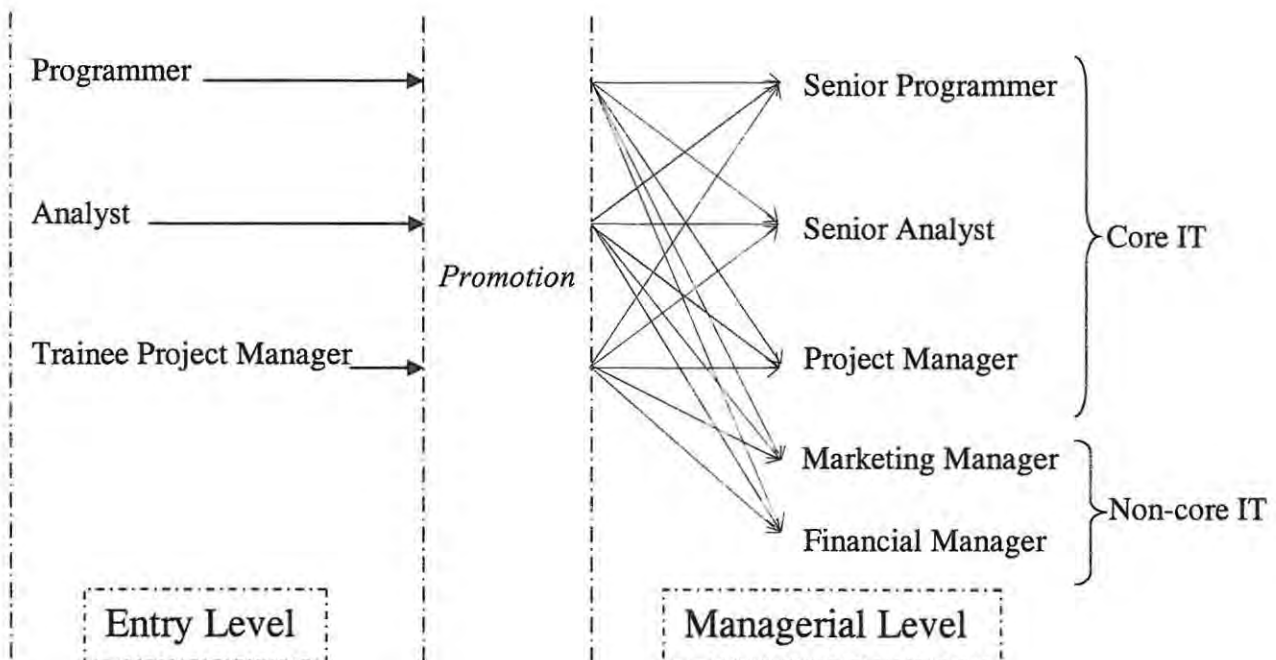 Programmer
Senior Programmer
Analyst
Senior Analyst
Core IT
Promotion
Trainee Project Manager
Project Manager
Marketing Manager
Non-core IT
Financial Manager
Entry Level
Managerial Level